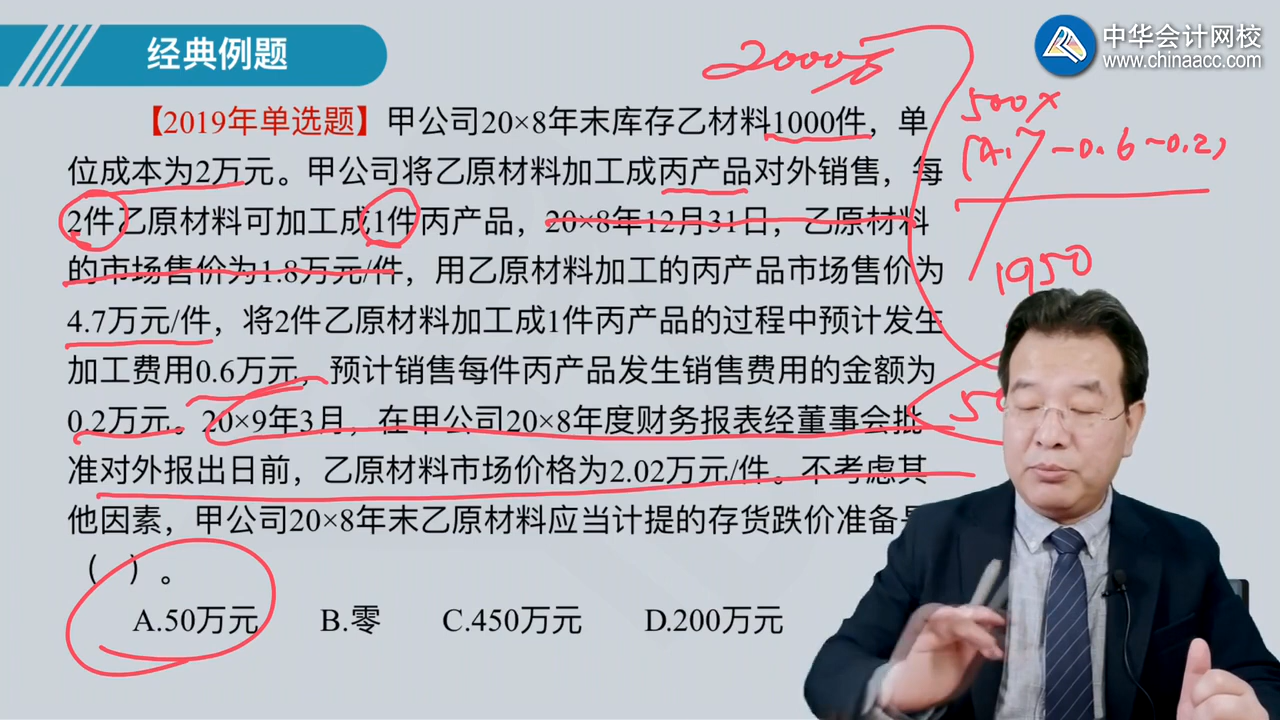 经典例题
中华会计网校
www.chinaacc.com
2000万
500×
(4.7-0.6-0.2)
1950
50
【2019年单选题】甲公司20×8年末库存乙材料1000件，单
位成本为2万元。甲公司将乙原材料加工成丙产品对外销售，每
2件乙原材料可加工成1件丙产品，20×8年12月31日，乙原材料
的市场售价为1.8万元/件，用乙原材料加工的丙产品市场售价为
4.7万元/件，将2件乙原材料加工成1件丙产品的过程中预计发生
加工费用0.6万元，预计销售每件丙产品发生销售费用的金额为
0.2万元。20×9年3月，在甲公司20×8年度财务报表经董事会批
准对外报出日前，乙原材料市场价格为2.02万元/件。不考虑其
他因素，甲公司20×8年末乙原材料应当计提的存货跌价准备
（ ）。
A.50万元 B.零 C.450万元 D.200万元